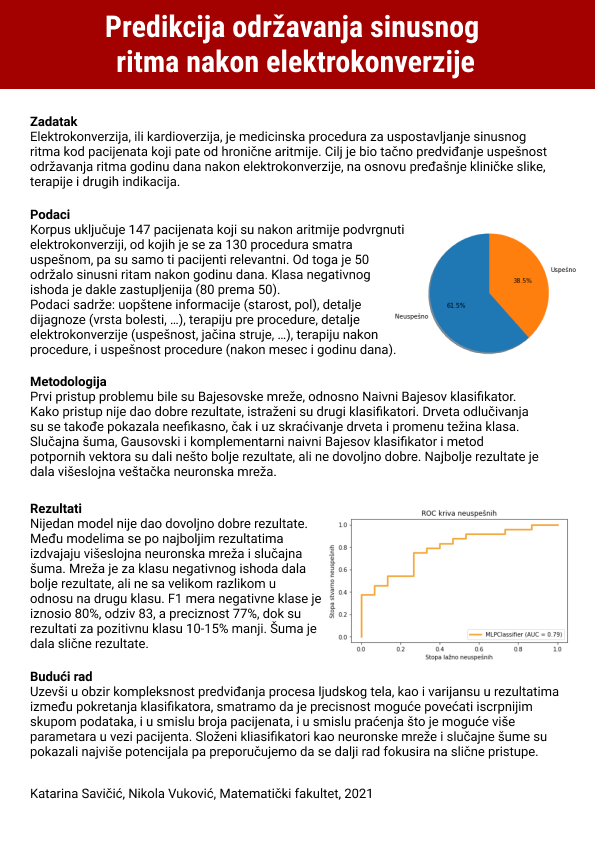 Predikcija održavanja sinusnog
ritma nakon elektrokonverzije
Zadatak
Elektrokonverzija, ili kardioverzija, je medicinska procedura za uspostavljanje sinusnog
ritma kod pacijenata koji pate od hronične aritmije. Cilj je bio tačno predviđanje uspešnost
održavanja ritma godinu dana nakon elektrokonverzije, na osnovu pređašnje kliničke slike,
terapije i drugih indikacija.
Podaci
Korpus uključuje 147 pacijenata koji su nakon aritmije podvrgnuti
elektrokonverziji, od kojih je se za 130 procedura smatra
uspešnom, pa su samo ti pacijenti relevantni. Od toga je 50
održalo sinusni ritam nakon godinu dana. Klasa negativnog
ishoda je dakle zastupljenija (80 prema 50).
Podaci sadrže: uopštene informacije (starost, pol), detalje
dijagnoze (vrsta bolesti, ...), terapiju pre procedure, detalje
elektrokonverzije (uspešnost, jačina struje, ...), terapiju nakon
procedure, i uspešnost procedure (nakon mesec i godinu dana).
Uspešno
38.5%
61.5%
Neuspešno
Metodologija
Prvi pristup problemu bile su Bajesovske mreže, odnosno Naivni Bajesov klasifikator.
Kako pristup nije dao dobre rezultate, istraženi su drugi klasifikatori. Drveta odlučivanja
su se takođe pokazala neefikasno, čak i uz skraćivanje drveta i promenu težina klasa.
Slučajna šuma, Gausovski i komplementarni naivni Bajesov klasifikator i metod
potpornih vektora su dali nešto bolje rezultate, ali ne dovoljno dobre. Najbolje rezultate je
dala višeslojna veštačka neuronska mreža.
Rezultati
Nijedan model nije dao dovoljno dobre rezultate.
Među modelima se po najboljim rezultatima
izdvajaju višeslojna neuronska mreža i slučajna
šuma. Mreža je za klasu negativnog ishoda dala
bolje rezultate, ali ne sa velikom razlikom u
odnosu na drugu klasu. F1 mera negativne klase je
iznosio 80%, odziv 83, a preciznost 77%, dok su
rezultati za pozitivnu klasu 10-15% manji. Šuma je
dala slične rezultate.
ROC kriva neuspešnih
Stopa stvarno neuspešnih
1.0
0.8
0.6
0.4
0.2
0.0
MLPClassifier (AUC = 0.79)
0.0 0.2 0.4 0.6 0.8 1.0
Stopa lažno neuspešnih
Budući rad
Uzevši u obzir kompleksnost predviđanja procesa ljudskog tela, kao i varijansu u rezultatima
između pokretanja klasifikatora, smatramo da je precisnost moguće povećati iscrpnijim
skupom podataka, i u smislu broja pacijenata, i u smislu praćenja što je moguće više
parametara u vezi pacijenta. Složeni kliasifikatori kao neuronske mreže i slučajne šume su
pokazali najviše potencijala pa preporučujemo da se dalji rad fokusira na slične pristupe.
Katarina Savičić, Nikola Vuković, Matematički fakultet, 2021